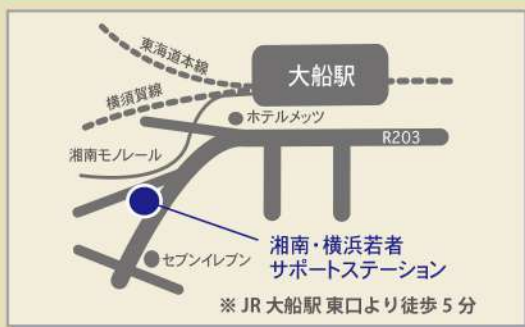 東海道本線
大船駅
横須賀線
ホテルメッツ
R203
湘南モノレール
湘南・横浜若者
サポートステーション
セブンイレブン
※ JR 大船駅 東口より徒歩 5 分